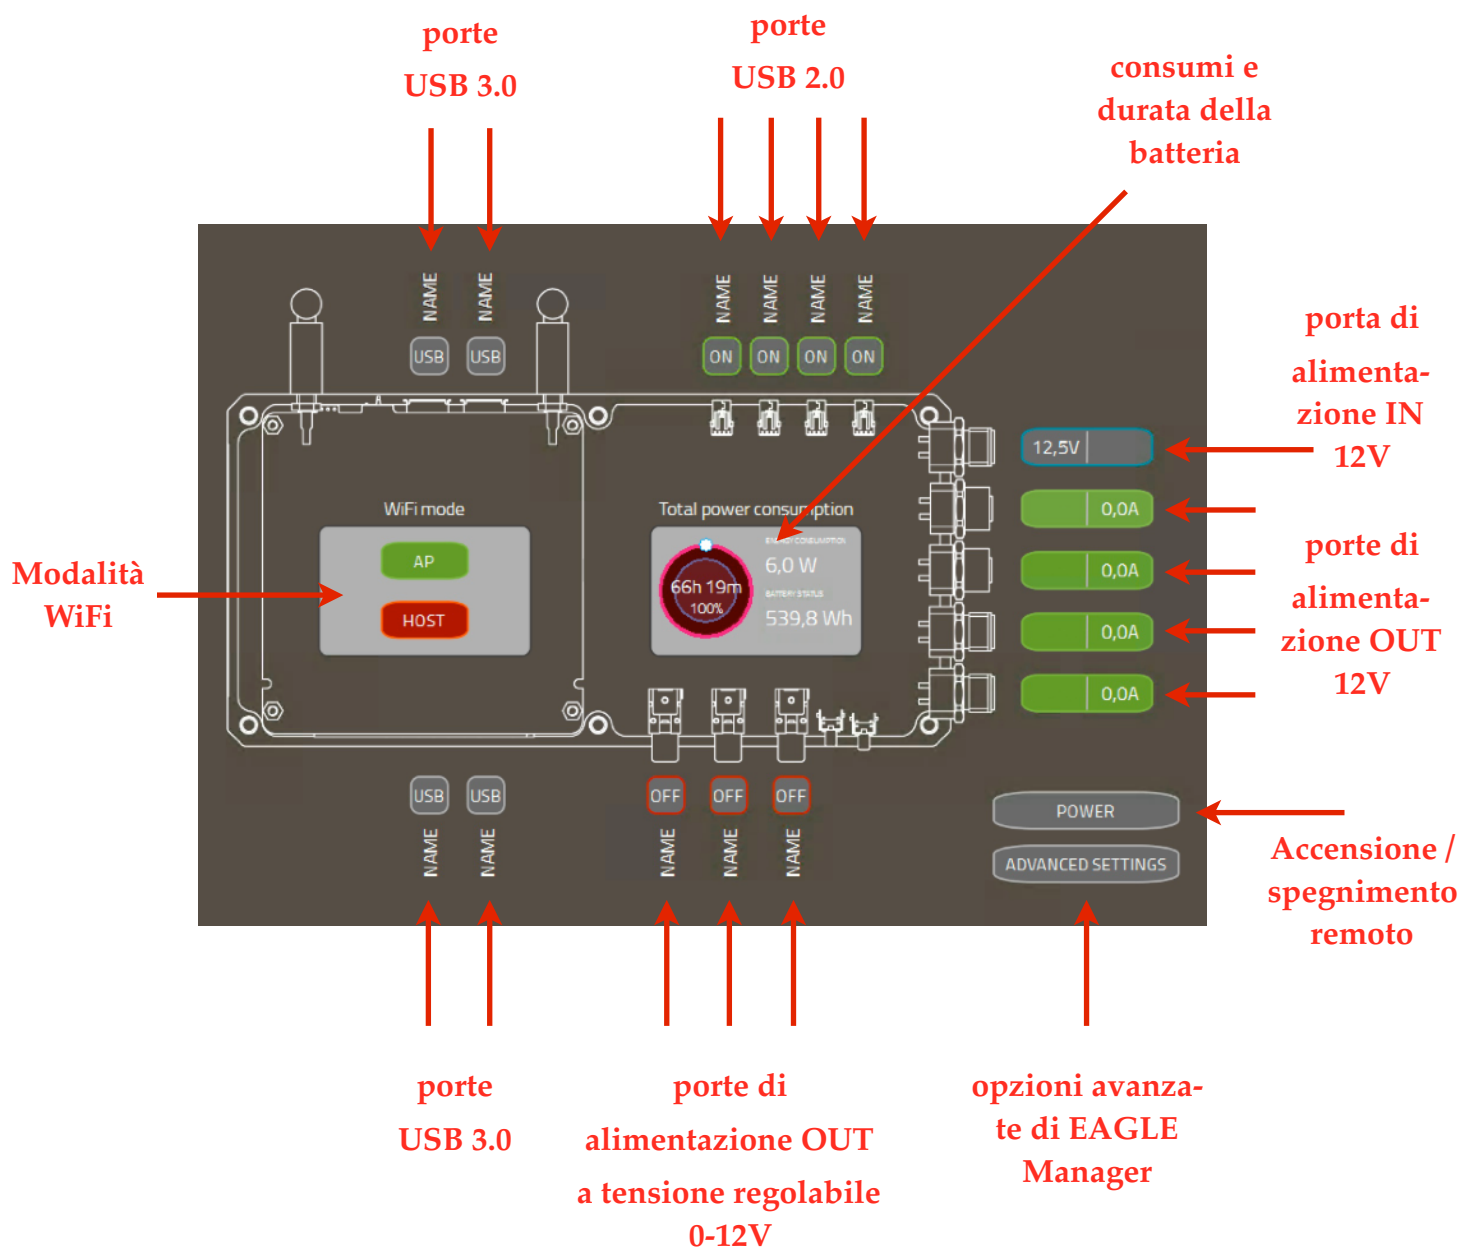 porte
USB 3.0
porte
USB 2.0
consumi e
durata della
batteria
NAME
NAME
NAME
NAME
NAME
NAME
USB
USB
ON
ON
ON
ON
porta di
alimenta-
zione IN
12V
12,5V
0,0A
0,0A
0,0A
0,0A
porte di
alimenta-
zione OUT
12V
WiFi mode
AP
HOST
Modalità
WiFi
Total power consumption
ENERGY CONSUMPTION
6,0 W
66h 19m
100%
BATTERY STATUS
539,8 Wh
USB
USB
OFF
OFF
OFF
NAME
NAME
NAME
NAME
NAME
POWER
ADVANCED SETTINGS
Accensione /
spegnimento
remoto
porte
USB 3.0
porte di
alimentazione OUT
a tensione regolabile
0-12V
opzioni avanza-
te di EAGLE
Manager